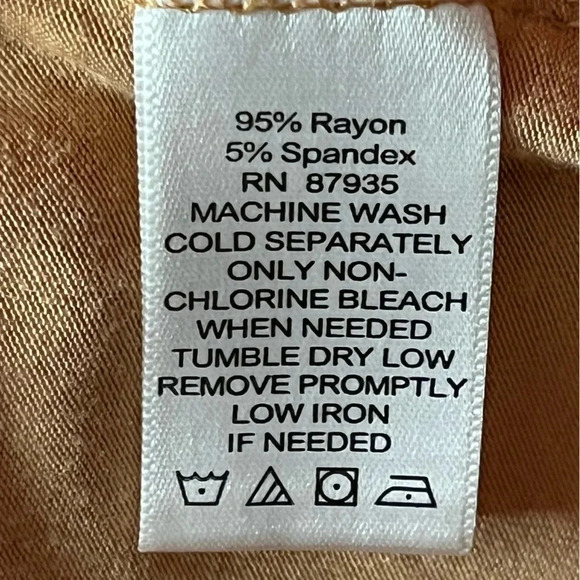 95% Rayon
5% Spandex
RN 87935
MACHINE WASH
COLD SEPARATELY
ONLY NON-
CHLORINE BLEACH
WHEN NEEDED
TUMBLE DRY LOW
REMOVE PROMPTLY
LOW IRON
IF NEEDED